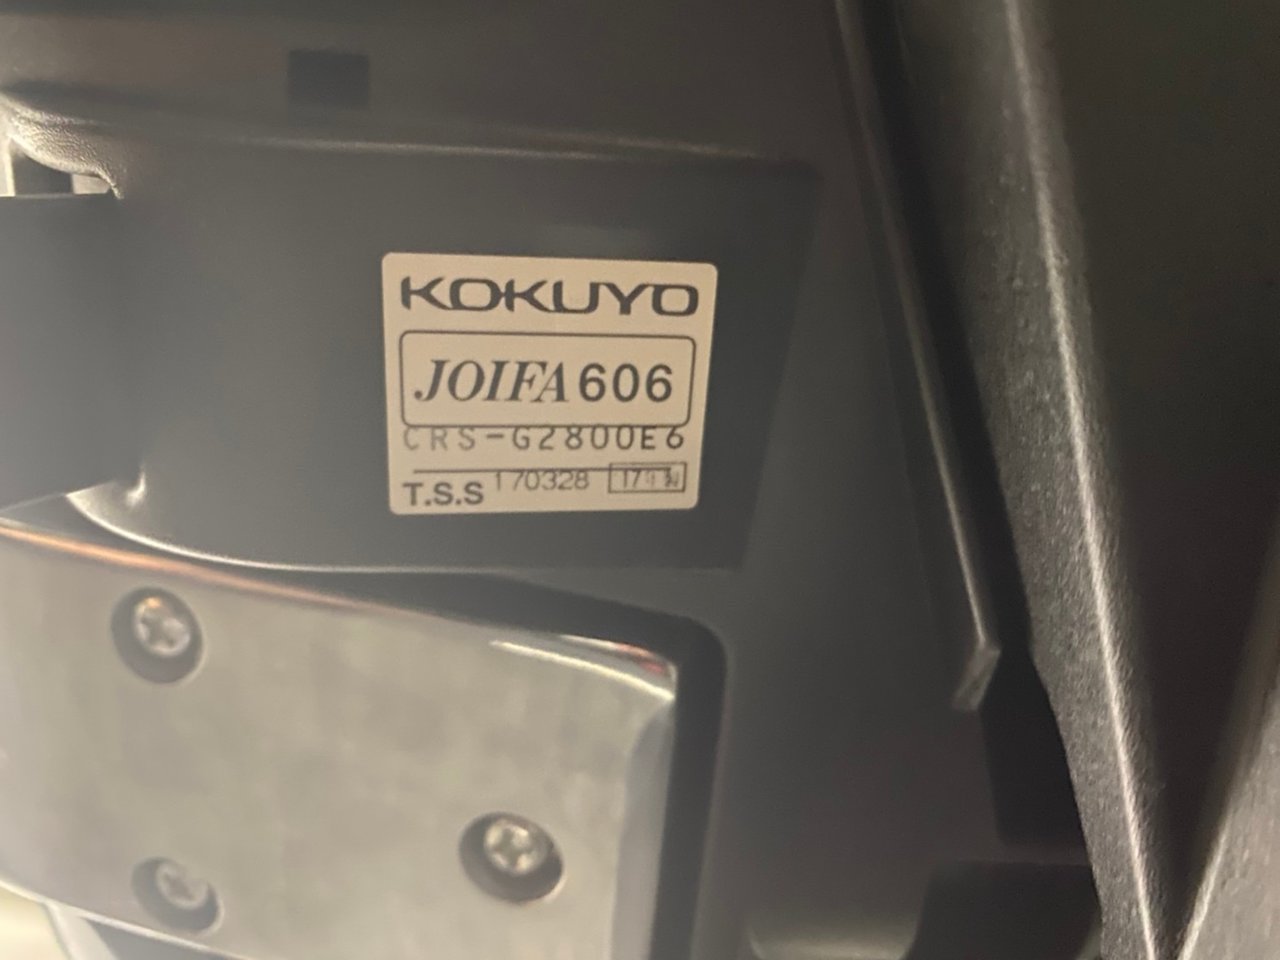 KOKUYO
JOIFA 606
CRS-G2800E6
T.S.S 170328